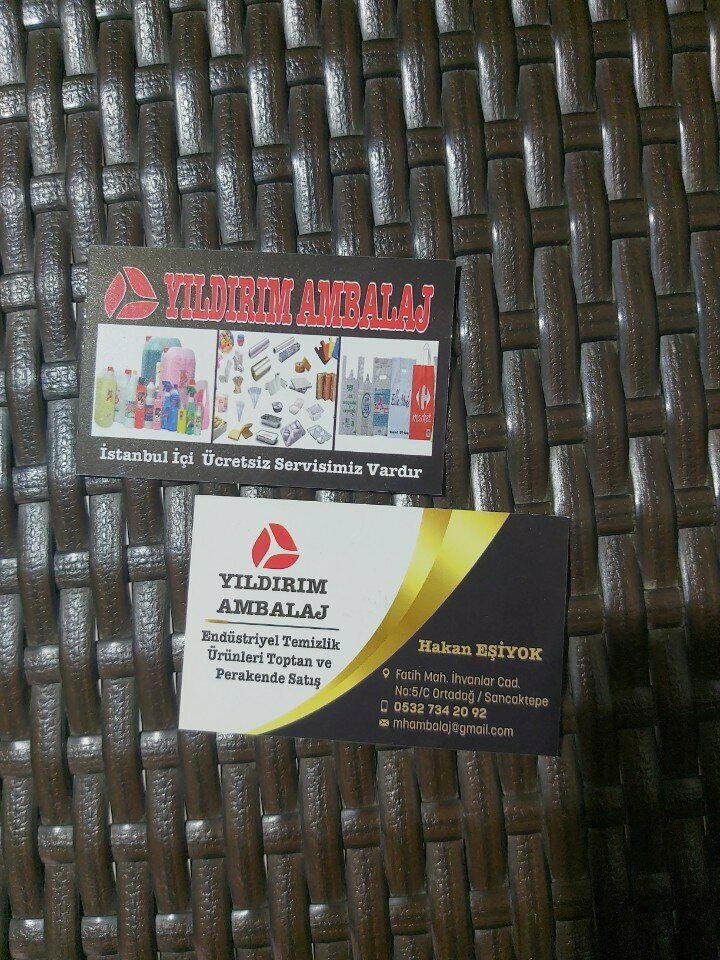 YILDIRIM AMBALAJ
İstanbul İçi Ücretsiz Servisimiz Vardır
YILDIRIM
AMBALAJ
Endüstriyel Temizlik
Ürünleri Toptan ve
Perakende Satış
Hakan EŞİYOK
Fatih Mah. İhvanlar Cad.
No:5/C Ortadağ / Sancaktepe
0532 734 20 92
mhambalaj@gmail.com